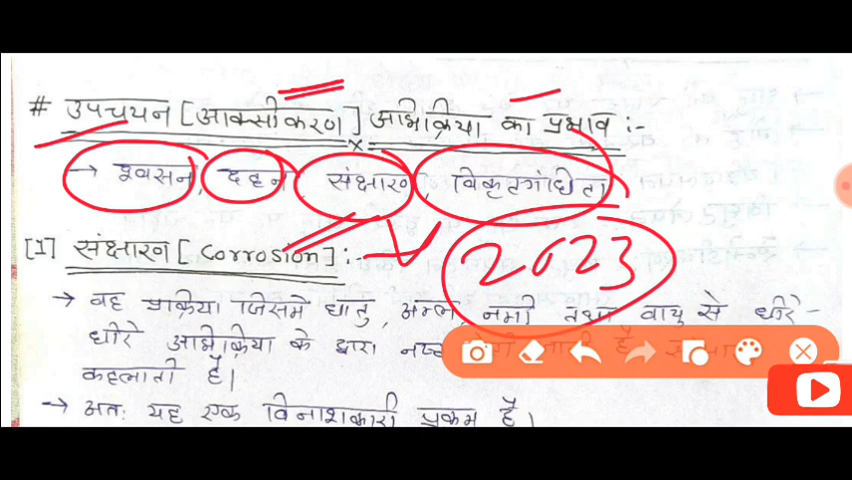 # उपचयन [आक्सीकरण] अभिक्रिया का प्रभाव :-
→ श्वसन, दहन संक्षारण, विकृतगंधिता
[1] संक्षारण [Corrosion] :-
2023
→ वह प्रक्रिया जिसमें धातु, अम्ल, नमी तथा वायु से धीरे-
धीरे अभिक्रिया के द्वारा नष्ट
कहलाती है।
→ अतः यह एक विनाशकारी प्रक्रम है।